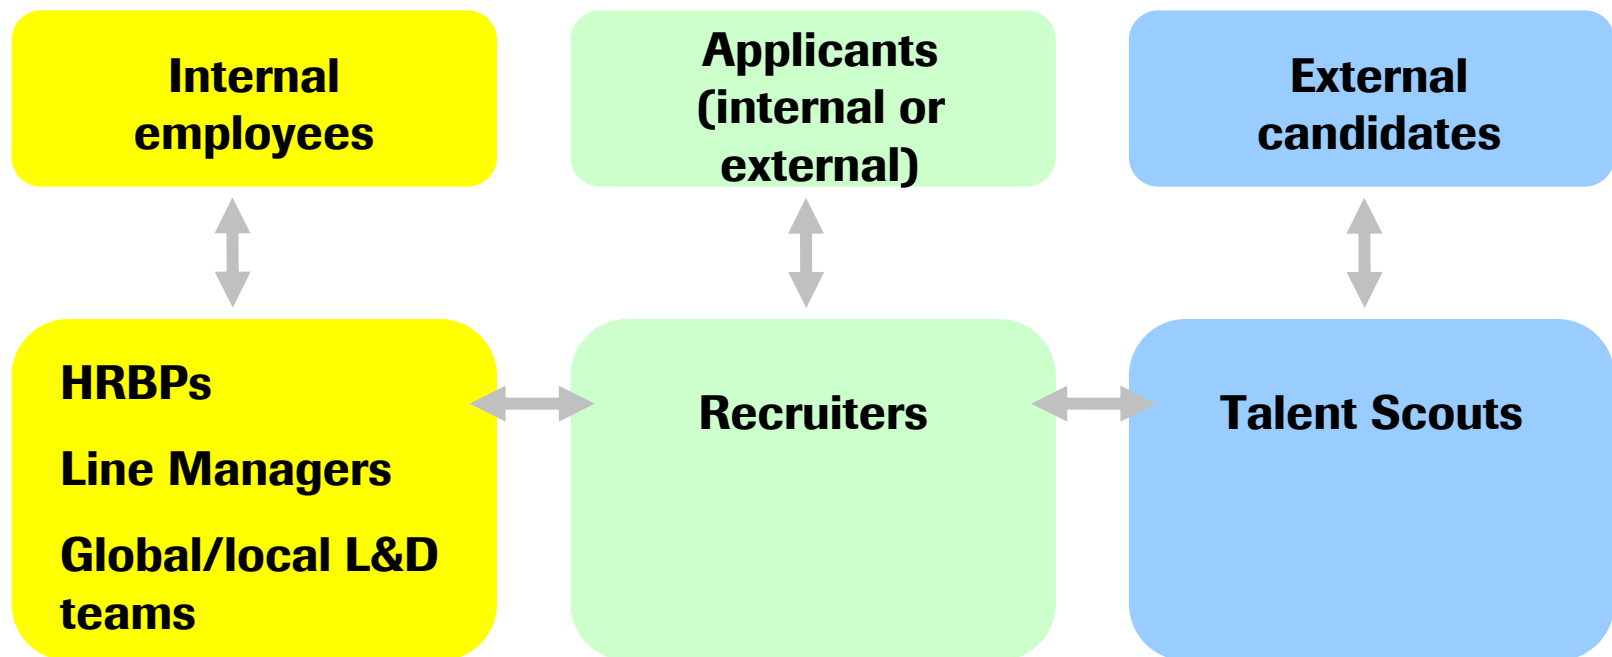 Internal
employees
Applicants
(internal or
external)
External
candidates
HRBPs
Line Managers
Global/local L&D
teams
Recruiters
Talent Scouts